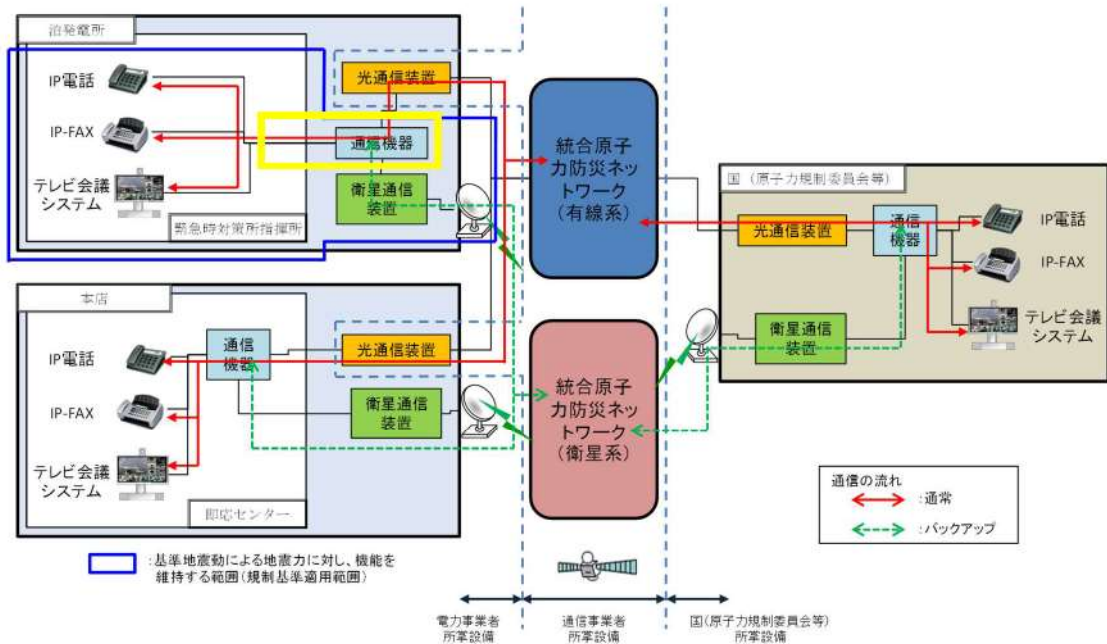 泊発電所
IP電話
IP-FAX
テレビ会議
システム
緊急時対策所指揮所
光通信装置
通信機器
衛星通信
装置
統合原子
力防災ネッ
トワーク
(有線系)
国(原子力規制委員会等)
光通信装置
通信
機器
衛星通信
装置
IP電話
IP-FAX
テレビ会議
システム
本店
IP電話
IP-FAX
テレビ会議
システム
即応センター
通信
機器
光通信装置
衛星通信
装置
統合原子
力防災ネッ
トワーク
(衛星系)
通信の流れ
:通常
:バックアップ
:基準地震動による地震力に対し、機能を
維持する範囲(規制基準適用範囲)
電力事業者
所掌設備
通信事業者
所掌設備
国(原子力規制委員会等)
所掌設備